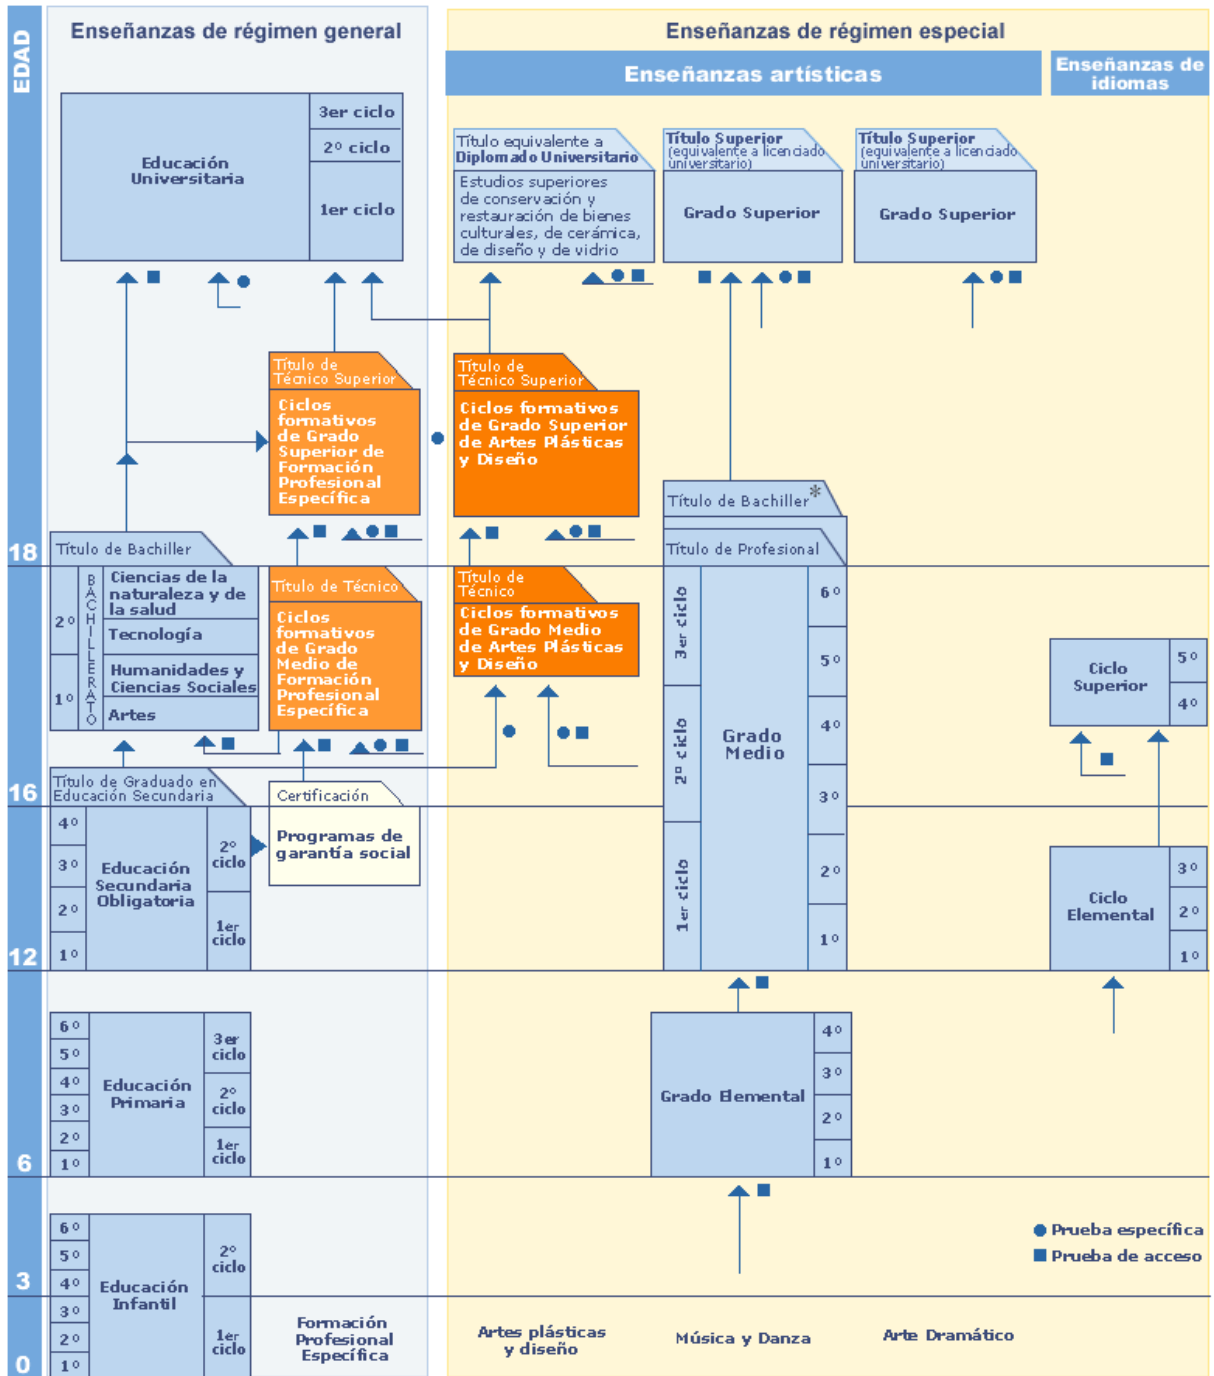 EDAD
Enseñanzas de régimen general
Enseñanzas de régimen especial
Enseñanzas artísticas
Enseñanzas de
idiomas
Educación
Universitaria
3er ciclo
2º ciclo
1er ciclo
Título equivalente a
Diplomado Universitario
Estudios superiores
de conservación y
restauración de bienes
culturales, de cerámica,
de diseño y de vidrio
Título Superior
(equivalente a licenciado
universitario)
Grado Superior
Título Superior
(equivalente a licenciado
universitario)
Grado Superior
Título de
Técnico Superior
Ciclos
formativos
de Grado
Superior de
Formación
Profesional
Específica
Título de
Técnico Superior
Ciclos formativos
de Grado Superior
de Artes Plásticas
y Diseño
Título de Bachiller*
Título de Profesional
18
Título de Bachiller
2º
1º
BACHILLERATO
Ciencias de la
naturaleza y de
la salud
Tecnología
Humanidades y
Ciencias Sociales
Artes
Título de Técnico
Ciclos
formativos
de Grado
Medio de
Formación
Profesional
Específica
Título de
Técnico
Ciclos formativos
de Grado Medio
de Artes Plásticas
y Diseño
3er ciclo
2º ciclo
1er ciclo
Grado
Medio
6º
5º
4º
3º
2º
1º
Ciclo
Superior
5º
4º
16
Título de Graduado en
Educación Secundaria
4º
3º
2º
1º
Educación
Secundaria
Obligatoria
2º
ciclo
1er
ciclo
Certificación
Programas de
garantía social
Ciclo
Elemental
3º
2º
1º
12
6º
5º
4º
3º
2º
1º
Educación
Primaria
3er
ciclo
2º
ciclo
1er
ciclo
Grado Elemental
4º
3º
2º
1º
6
6º
5º
4º
3º
2º
1º
Educación
Infantil
2º
ciclo
1er
ciclo
3
0
Prueba específica
Prueba de acceso
Formación
Profesional
Específica
Artes plásticas
y diseño
Música y Danza
Arte Dramático